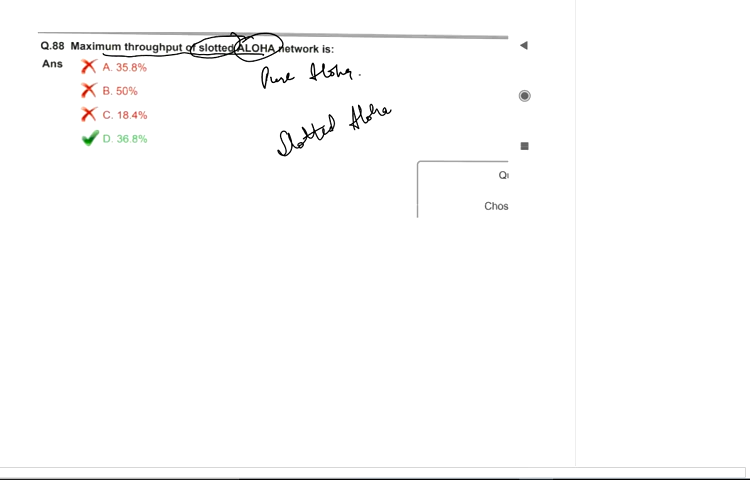 Q.88 Maximum throughput of slotted ALOHA network is:
Ans
A. 35.8%
B. 50%
C. 18.4%
D. 36.8%
Pure Aloha.
Slotted Aloha
Qu
Chos